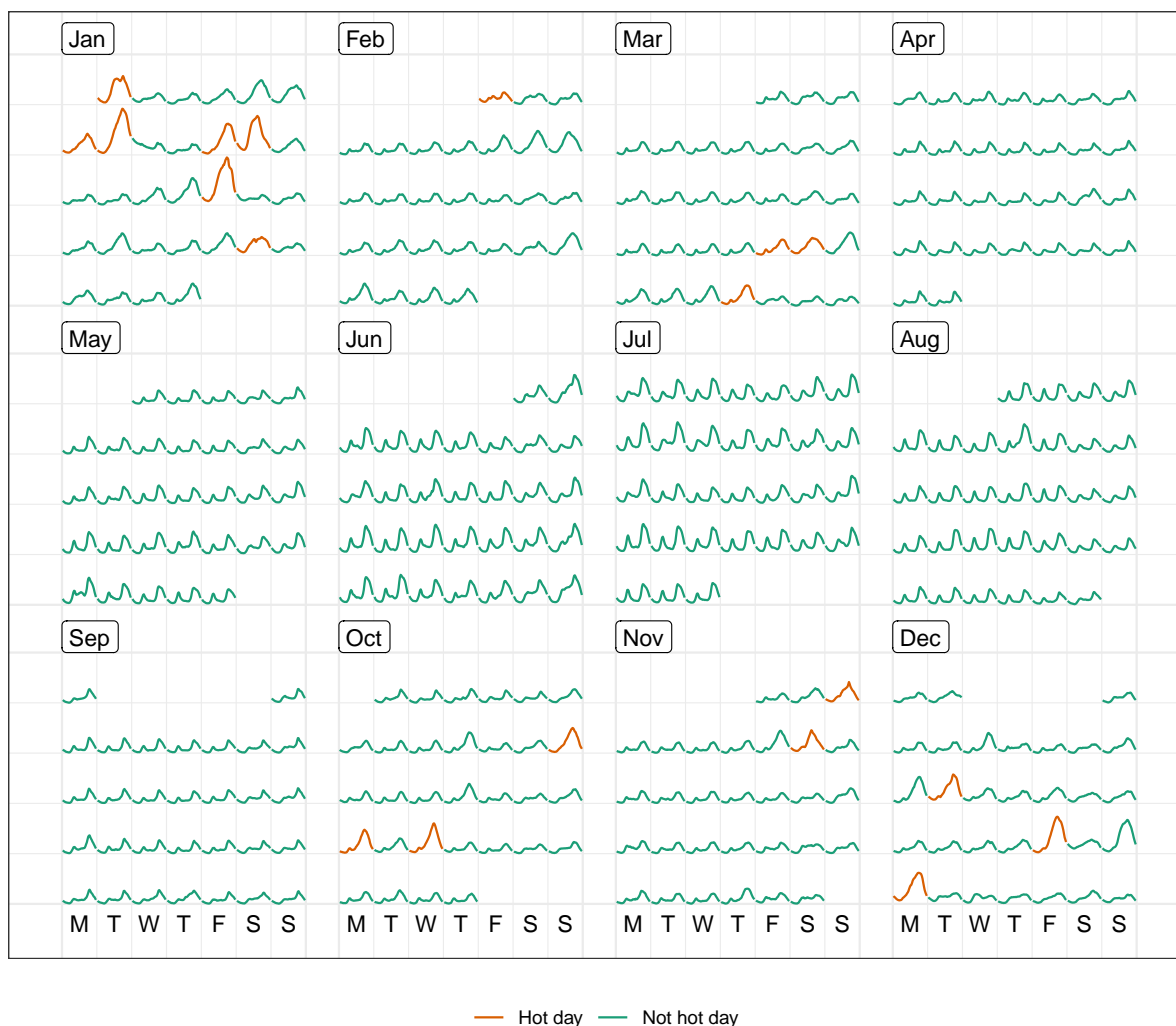 Jan Feb Mar Apr
May Jun Jul Aug
Sep Oct Nov Dec
M T W T F S S M T W T F S S M T W T F S S M T W T F S S
Hot day Not hot day